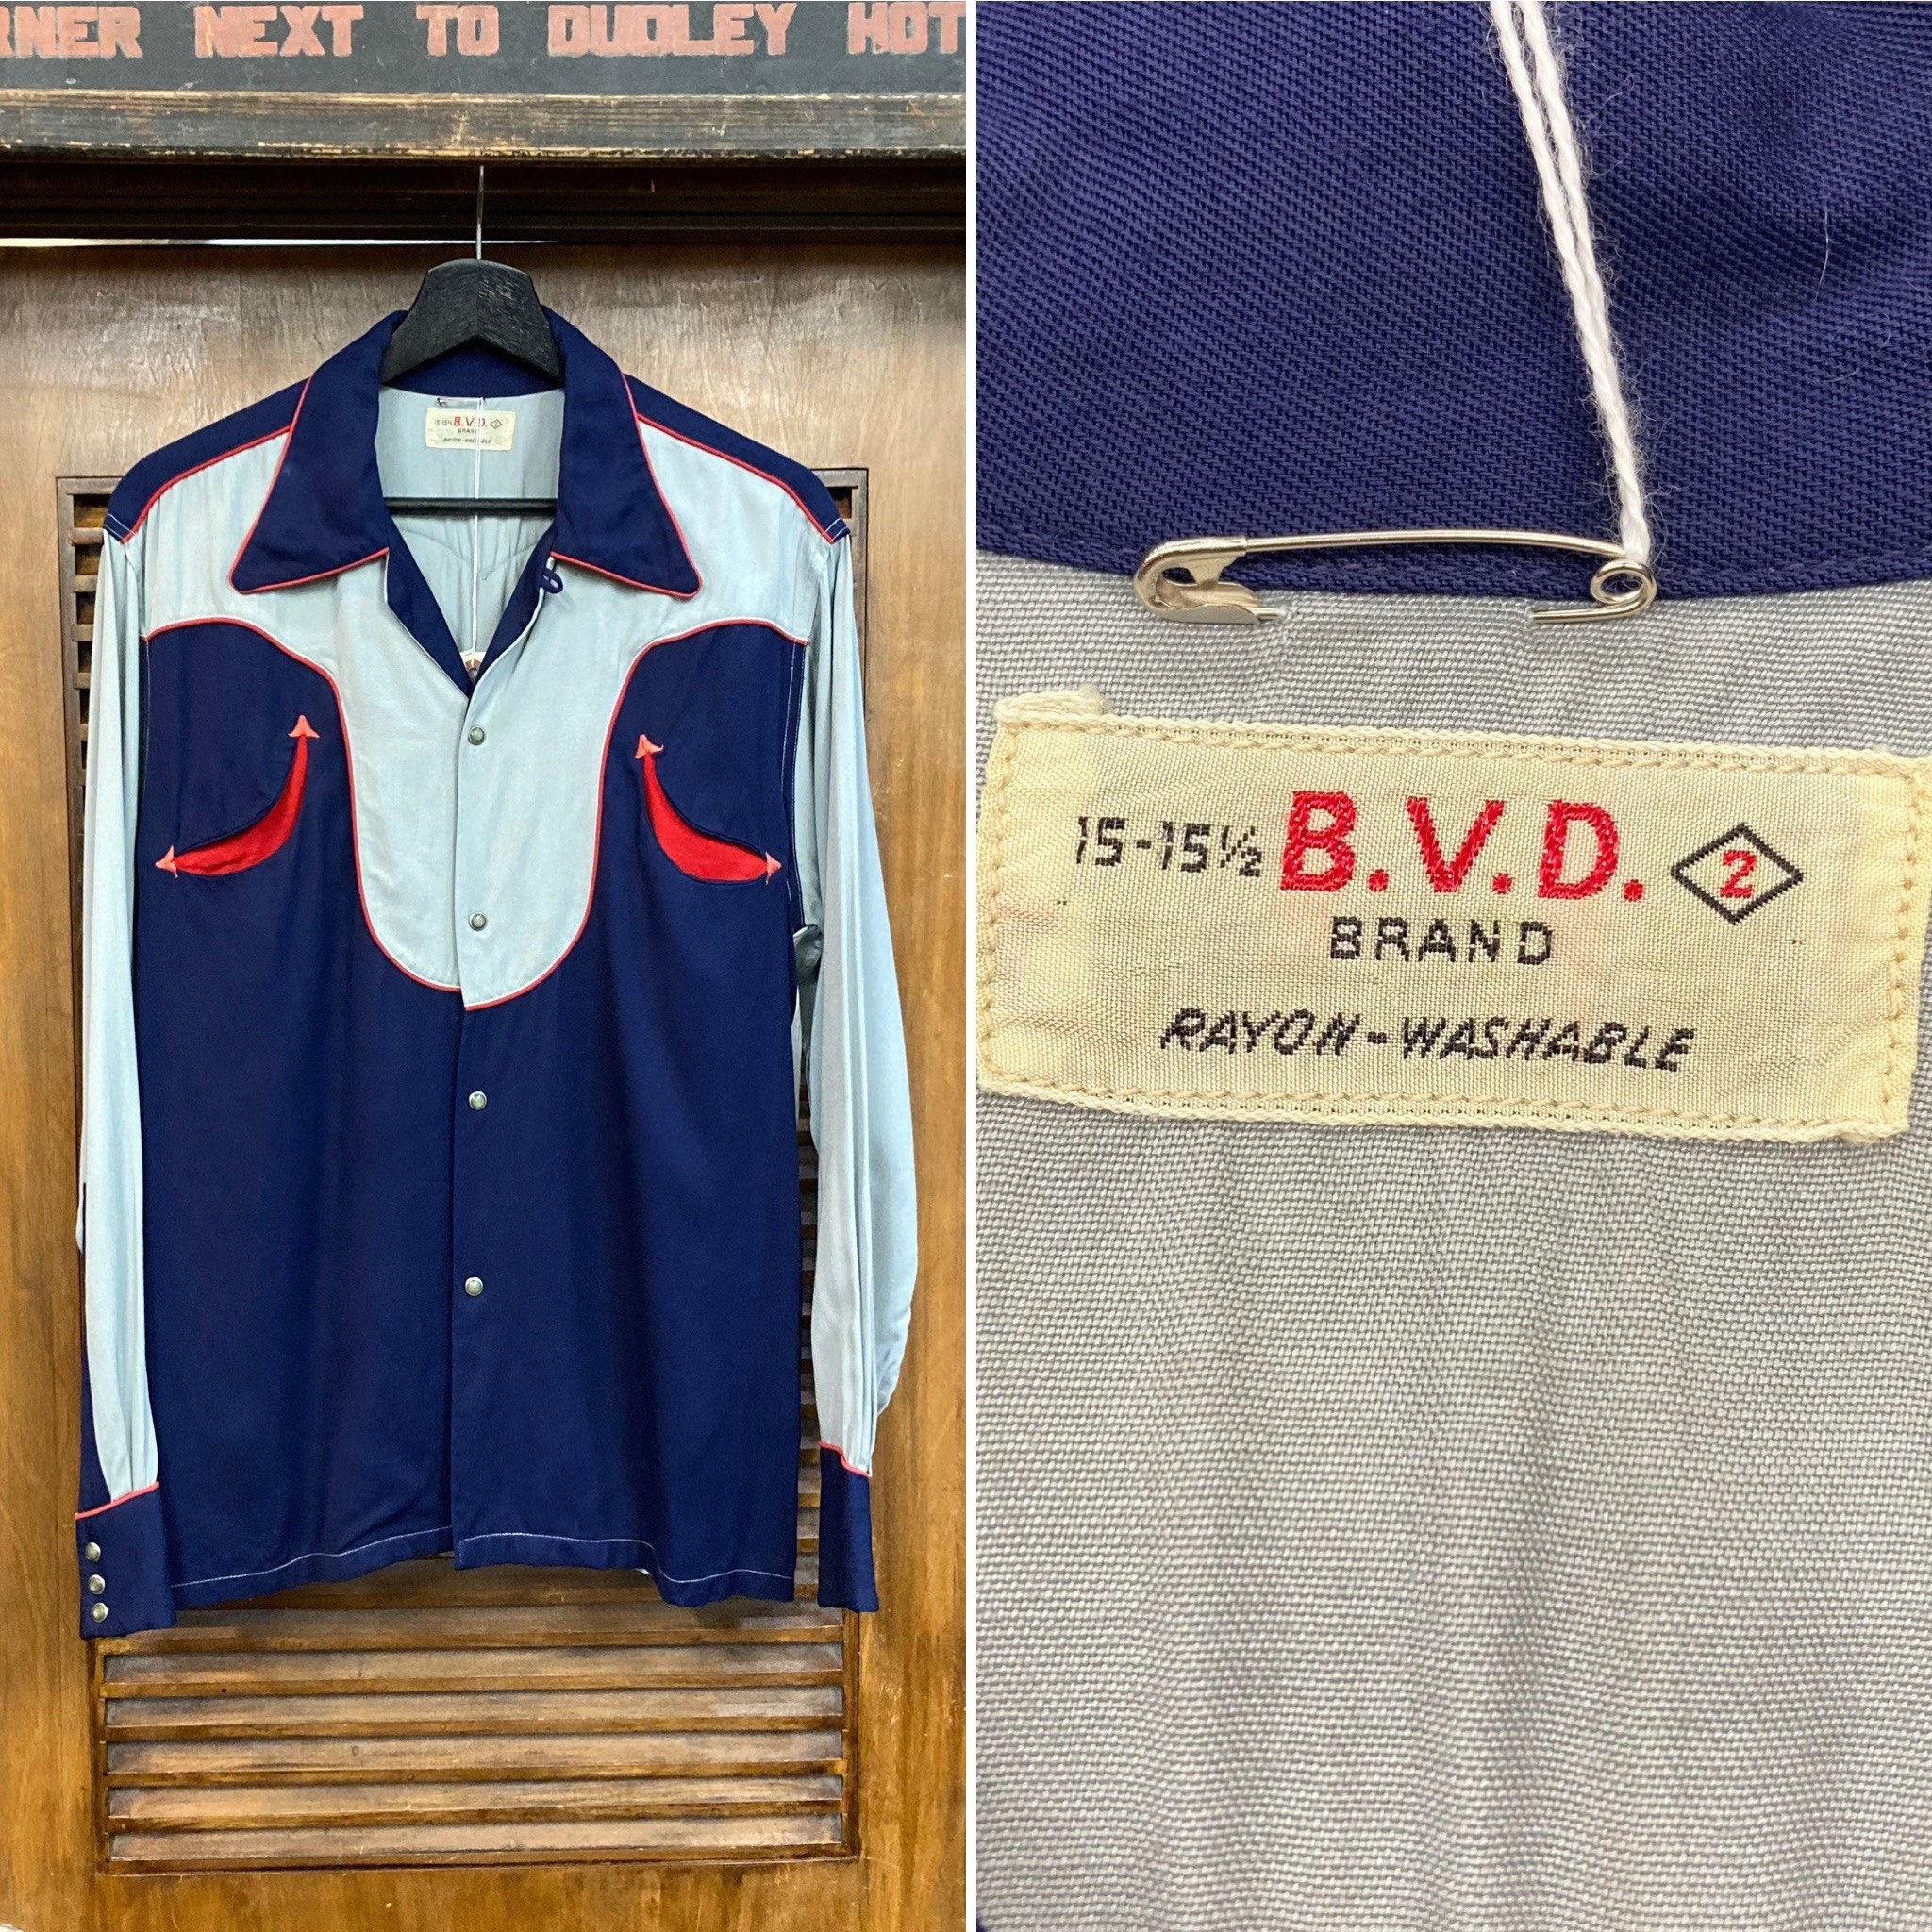 RNER NEXT TO DUDLEY HOT
15-15½ B.V.D. 2
BRAND
RAYON-WASHABLE
15-15½ B.V.D. 2
BRAND
RAYON-WASHABLE